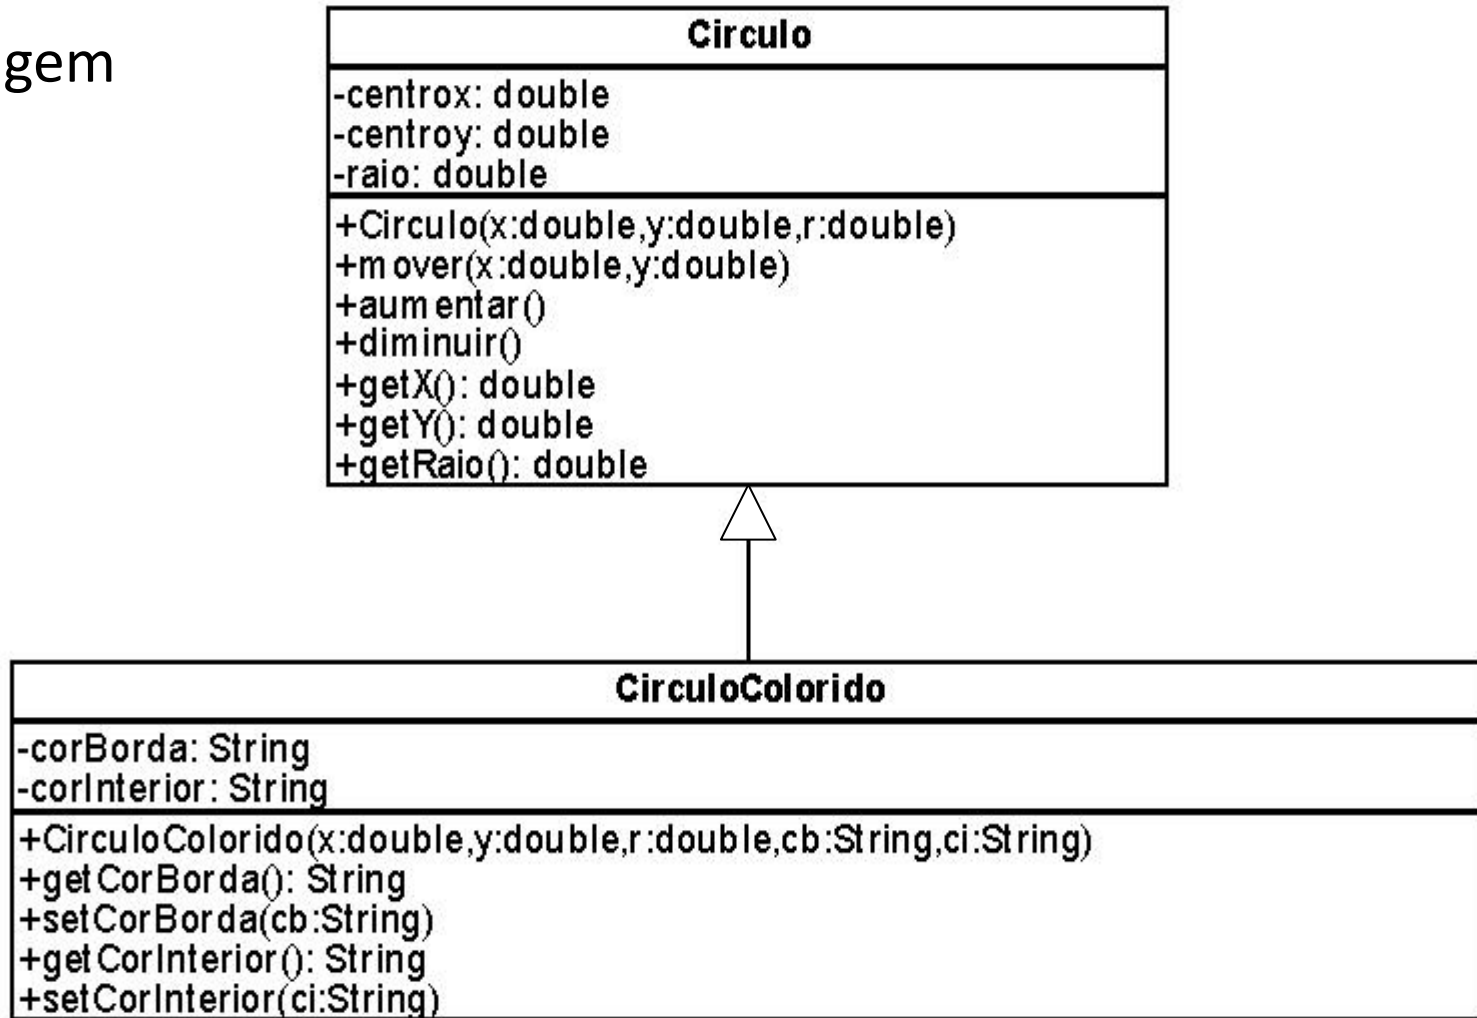 gem
Circulo
-centrox: double
-centroy: double
-raio: double
+Circulo(x:double,y:double,r:double)
+mover(x:double,y:double)
+aumentar()
+diminuir()
+getX(): double
+getY(): double
+getRaio(): double
CirculoColorido
-corBorda: String
-corInterior: String
+CirculoColorido(x:double,y:double,r:double,cb:String,ci:String)
+getCorBorda(): String
+setCorBorda(cb:String)
+getCorInterior(): String
+setCorInterior(ci:String)